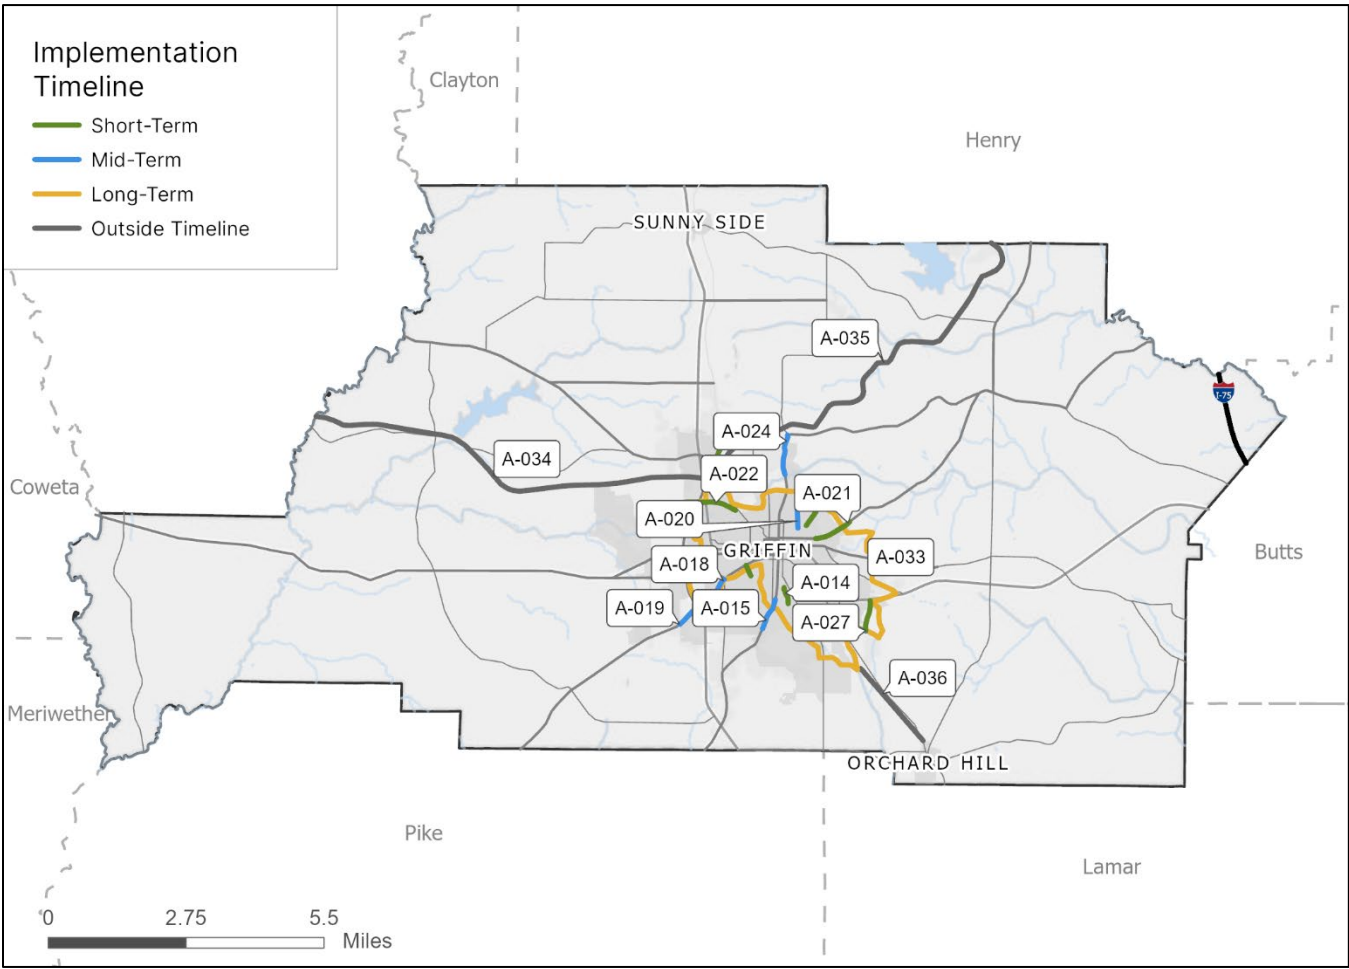 Implementation
Timeline
Short-Term
Mid-Term
Long-Term
Outside Timeline
Clayton
Henry
SUNNY SIDE
A-035
I-75
A-024
A-034
A-022
A-021
Coweta
A-020
GRIFFIN
Butts
A-033
A-018
A-014
A-019
A-015
A-027
A-036
Meriwether
ORCHARD HILL
Pike
Lamar
0 2.75 5.5
Miles